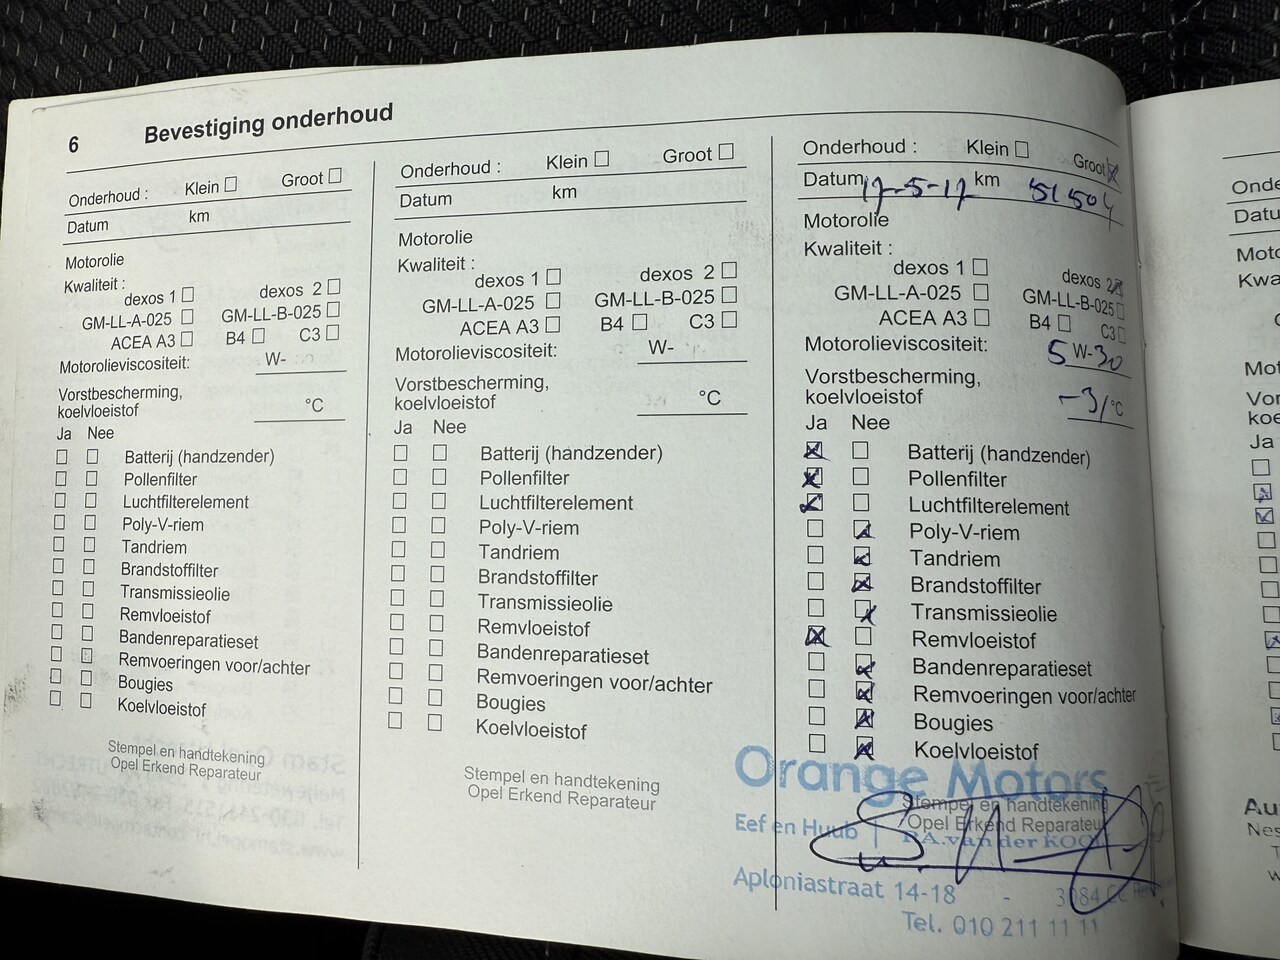 6 Bevestiging onderhoud
Onderhoud : Klein Groot
Datum km
Motorolie
Kwaliteit :
dexos 1 dexos 2
GM-LL-A-025 GM-LL-B-025
ACEA A3 B4 C3
Motorolieviscositeit: W-
Vorstbescherming,
koelvloeistof °C
Ja Nee
Batterij (handzender)
Pollenfilter
Luchtfilterelement
Poly-V-riem
Tandriem
Brandstoffilter
Transmissieolie
Remvloeistof
Bandenreparatieset
Remvoeringen voor/achter
Bougies
Koelvloeistof
Stempel en handtekening
Opel Erkend Reparateur
Onderhoud : Klein Groot
Datum km
Motorolie
Kwaliteit :
dexos 1 dexos 2
GM-LL-A-025 GM-LL-B-025
ACEA A3 B4 C3
Motorolieviscositeit: W-
Vorstbescherming,
koelvloeistof °C
Ja Nee
Batterij (handzender)
Pollenfilter
Luchtfilterelement
Poly-V-riem
Tandriem
Brandstoffilter
Transmissieolie
Remvloeistof
Bandenreparatieset
Remvoeringen voor/achter
Bougies
Koelvloeistof
Stempel en handtekening
Opel Erkend Reparateur
Onderhoud : Klein Groot
Datum 17-5-17 km 51504
Motorolie
Kwaliteit :
dexos 1 dexos 2
GM-LL-A-025 GM-LL-B-025
ACEA A3 B4 C3
Motorolieviscositeit: 5 W-30
Vorstbescherming,
koelvloeistof -31 °C
Ja Nee
Batterij (handzender)
Pollenfilter
Luchtfilterelement
Poly-V-riem
Tandriem
Brandstoffilter
Transmissieolie
Remvloeistof
Bandenreparatieset
Remvoeringen voor/achter
Bougies
Koelvloeistof
Orange Motors
Stempel en handtekening
Opel Erkend Reparateur
Eef en Huub
P.A. van der KOOIJ
Aploniastraat 14-18 - 3084
Tel. 010 211 11 11
Ja